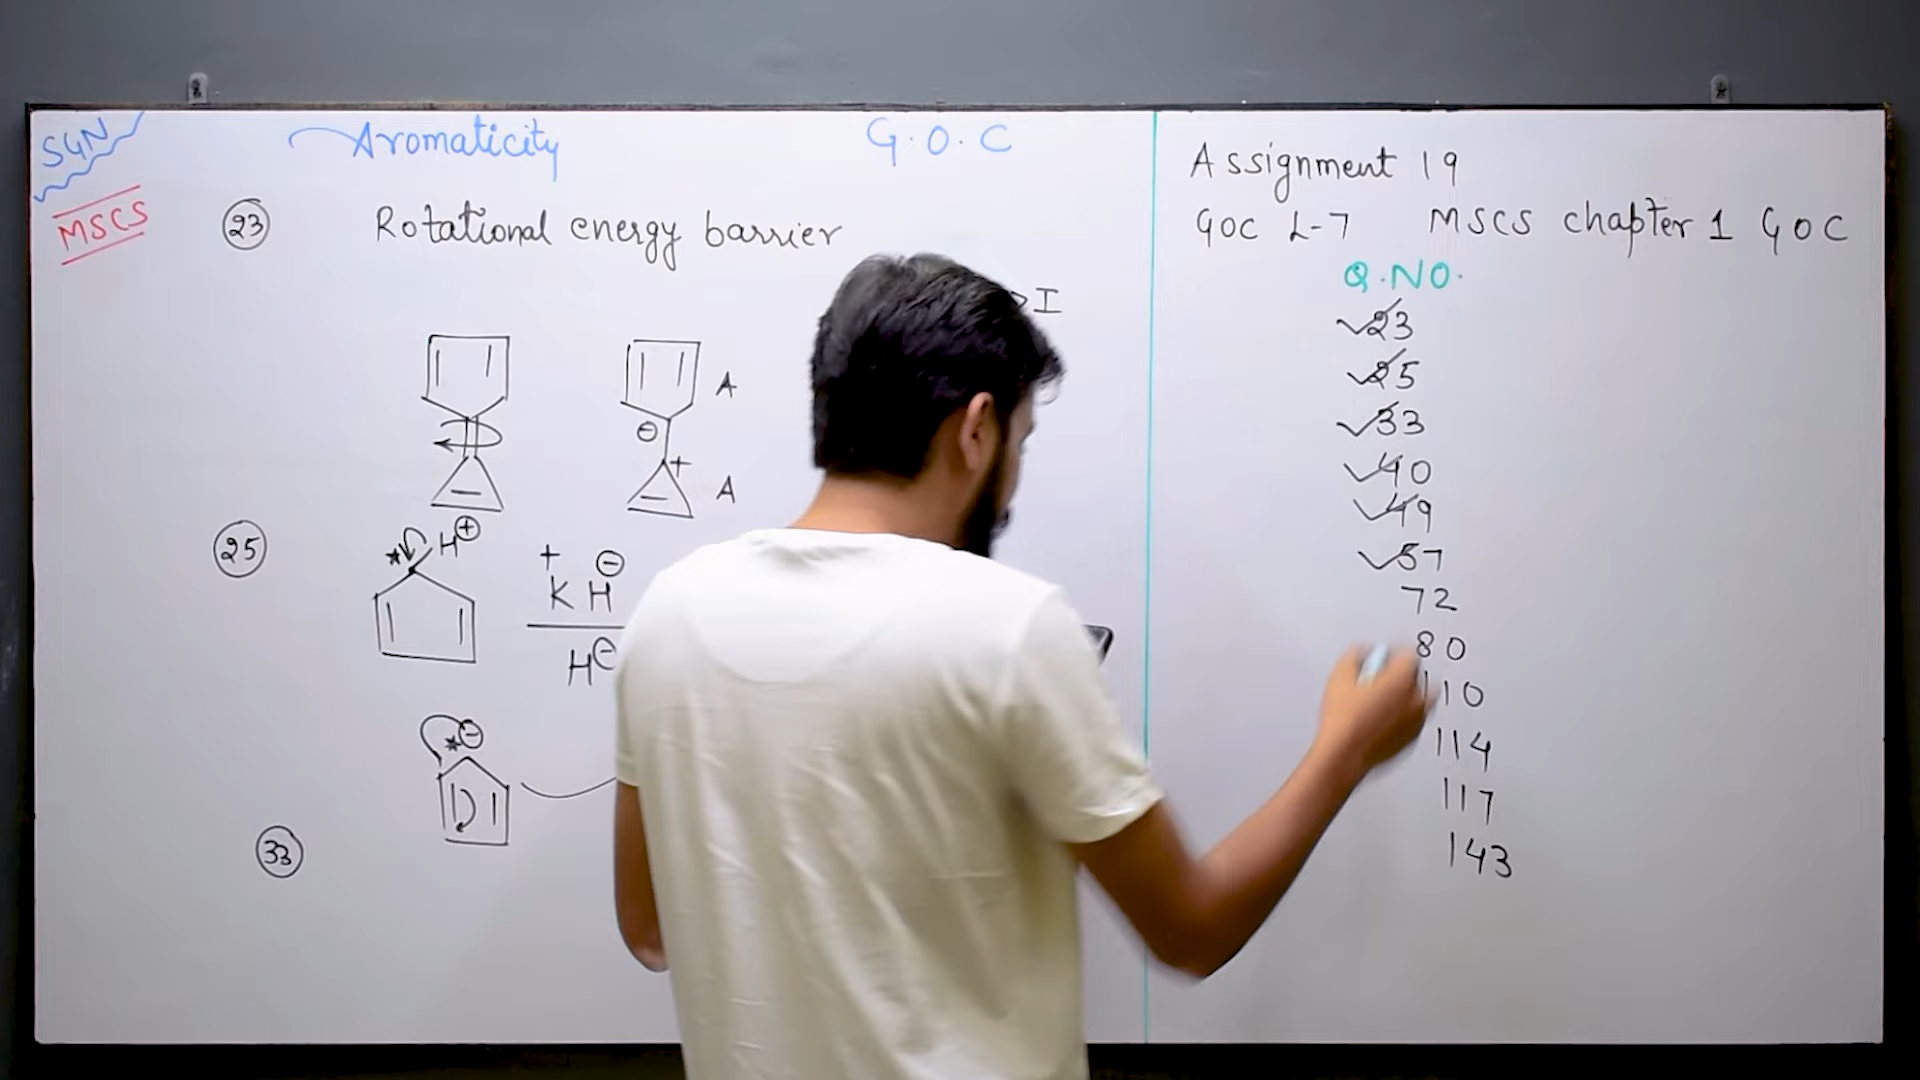 SGN
Aromaticity
G.O.C
MSCS
23 Rotational energy barrier
>I
A
⊖
+
A
25
* H⊕
+ ⊖
K H
H⊖
*⊖
33
Assignment 19
GOC L-7 MSCS chapter 1 GOC
Q.NO.
✓23
✓25
✓33
✓40
✓49
✓57
72
80
110
114
117
143